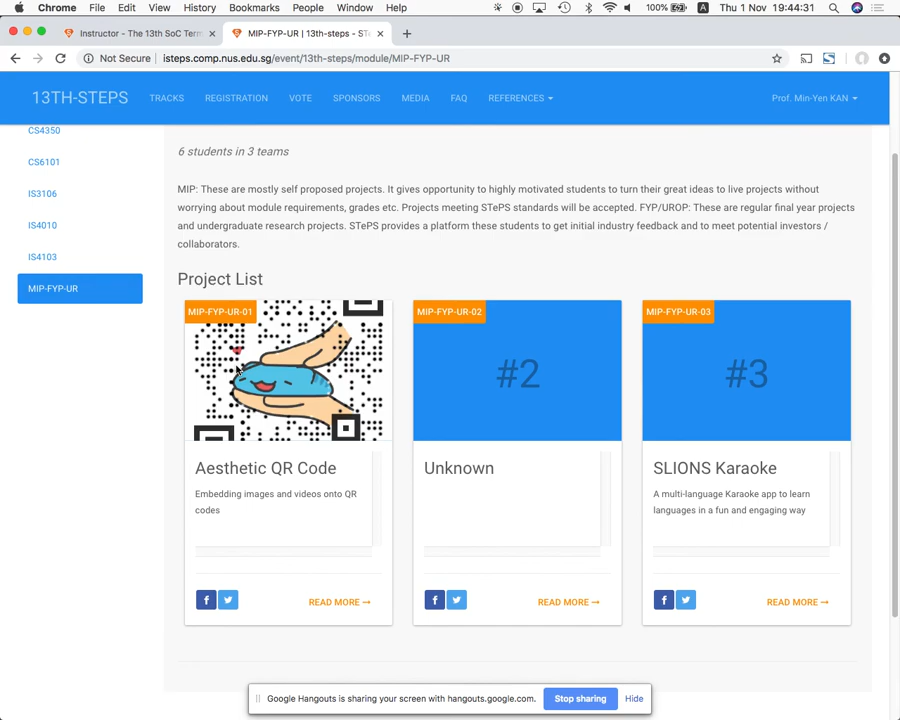 Chrome File Edit View History Bookmarks People Window Help 100% A Thu 1 Nov 19:44:31
Instructor - The 13th SoC Term × MIP-FYP-UR | 13th-steps - STe ×
Not Secure | isteps.comp.nus.edu.sg/event/13th-steps/module/MIP-FYP-UR
13TH-STEPS TRACKS REGISTRATION VOTE SPONSORS MEDIA FAQ REFERENCES Prof. Min-Yen KAN
CS4350
CS6101
IS3106
IS4010
IS4103
MIP-FYP-UR
6 students in 3 teams
MIP: These are mostly self proposed projects. It gives opportunity to highly motivated students to turn their great ideas to live projects without
worrying about module requirements, grades etc. Projects meeting STePS standards will be accepted. FYP/UROP: These are regular final year projects
and undergraduate research projects. STePS provides a platform these students to get initial industry feedback and to meet potential investors /
collaborators.
Project List
MIP-FYP-UR-01
Aesthetic QR Code
Embedding images and videos onto QR
codes
READ MORE →
MIP-FYP-UR-02
#2
Unknown
READ MORE →
MIP-FYP-UR-03
#3
SLIONS Karaoke
A multi-language Karaoke app to learn
languages in a fun and engaging way
READ MORE →
Google Hangouts is sharing your screen with hangouts.google.com. Stop sharing Hide